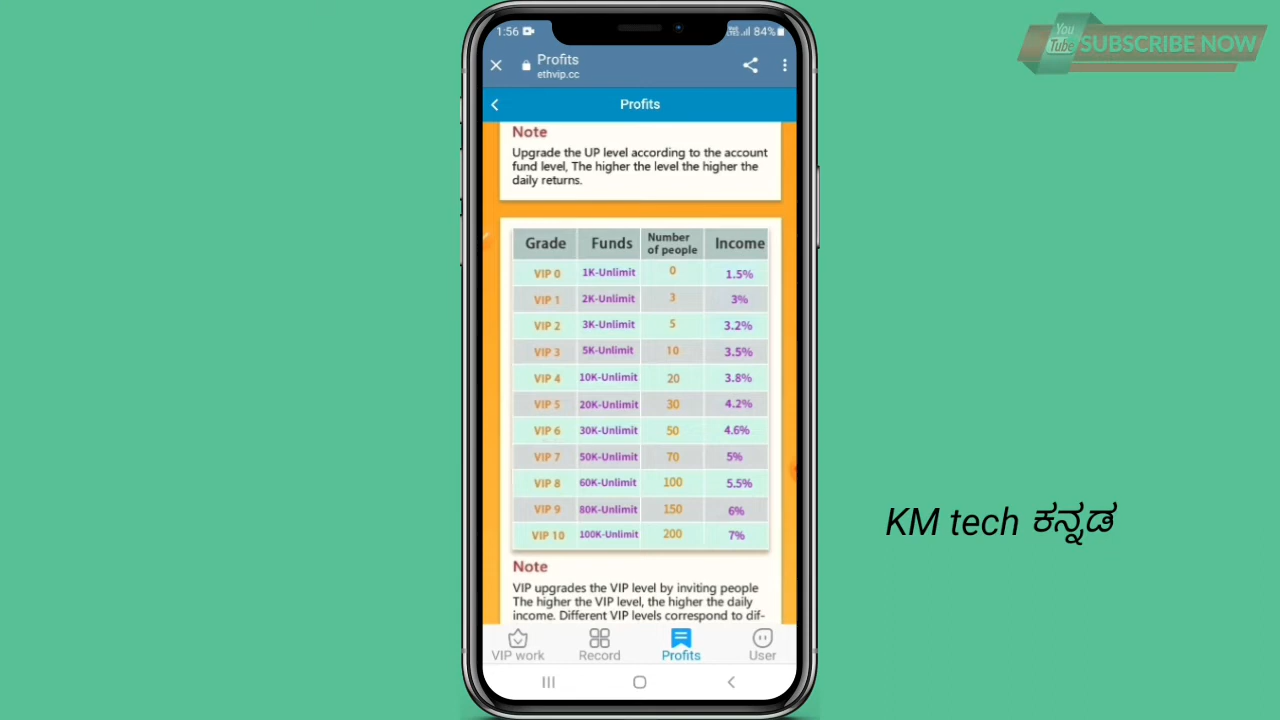 1:56
84%
You
Tube
SUBSCRIBE NOW
Profits
ethvip.cc
Profits
Note
Upgrade the UP level according to the account
fund level, The higher the level the higher the
daily returns.
Grade Funds Number of people Income
VIP 0 1K-Unlimit 0 1.5%
VIP 1 2K-Unlimit 3 3%
VIP 2 3K-Unlimit 5 3.2%
VIP 3 5K-Unlimit 10 3.5%
VIP 4 10K-Unlimit 20 3.8%
VIP 5 20K-Unlimit 30 4.2%
VIP 6 30K-Unlimit 50 4.6%
VIP 7 50K-Unlimit 70 5%
VIP 8 60K-Unlimit 100 5.5%
VIP 9 80K-Unlimit 150 6%
VIP 10 100K-Unlimit 200 7%
KM tech ಕನ್ನಡ
Note
VIP upgrades the VIP level by inviting people
The higher the VIP level, the higher the daily
income. Different VIP levels correspond to dif-
VIP work Record Profits User